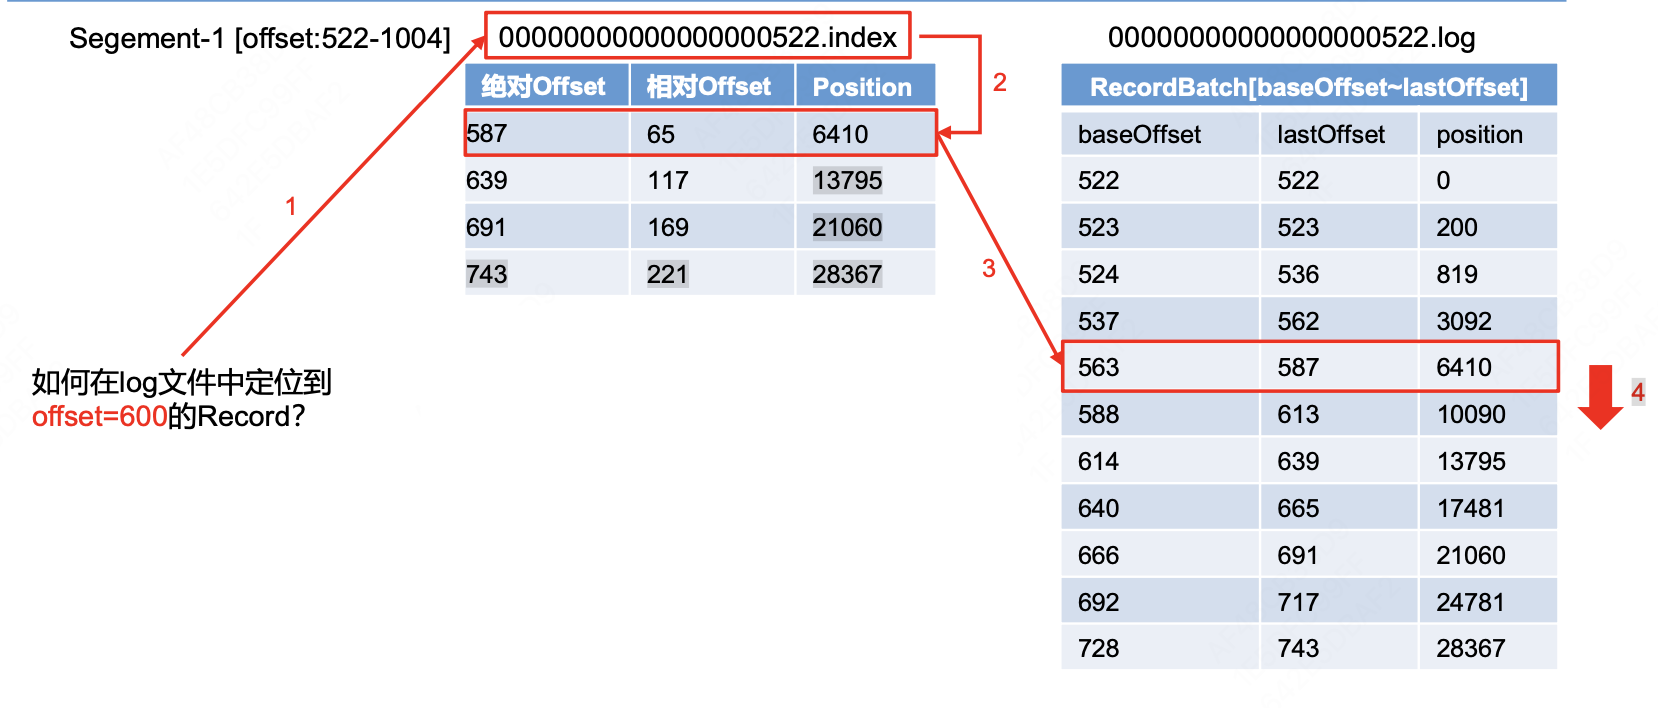 Segement-1 [offset:522-1004]
00000000000000000522.index
绝对Offset 相对Offset Position
587 65 6410
639 117 13795
691 169 21060
743 221 28367
1
2
3
如何在log文件中定位到
offset=600的Record?
00000000000000000522.log
RecordBatch[baseOffset~lastOffset]
baseOffset lastOffset position
522 522 0
523 523 200
524 536 819
537 562 3092
563 587 6410
588 613 10090
614 639 13795
640 665 17481
666 691 21060
692 717 24781
728 743 28367
4